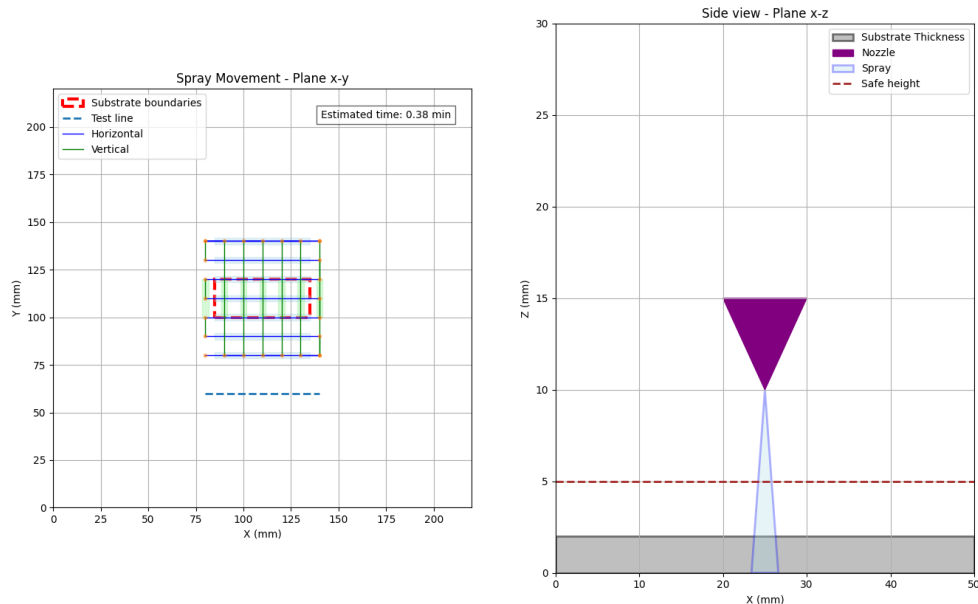 Spray Movement - Plane x-y
Substrate boundaries
Test line
Horizontal
Vertical
Estimated time: 0.38 min
Y (mm)
200
175
150
125
100
75
50
25
0
0 25 50 75 100 125 150 175 200
X (mm)
Side view - Plane x-z
Substrate Thickness
Nozzle
Spray
Safe height
Z (mm)
30
25
20
15
10
5
0
0 10 20 30 40 50
X (mm)